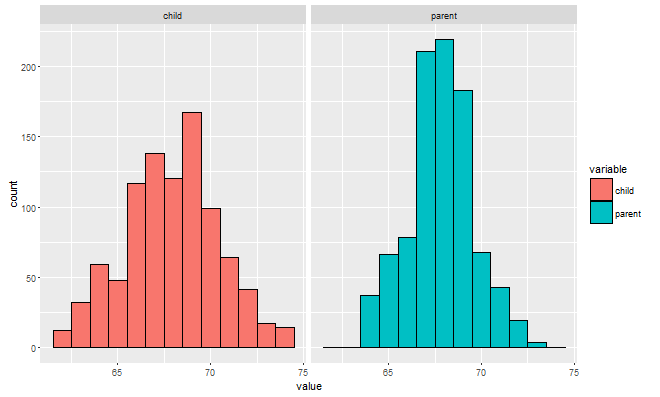 child parent
200
150
100
50
0
count
65 70 75 65 70 75
value
variable
child
parent